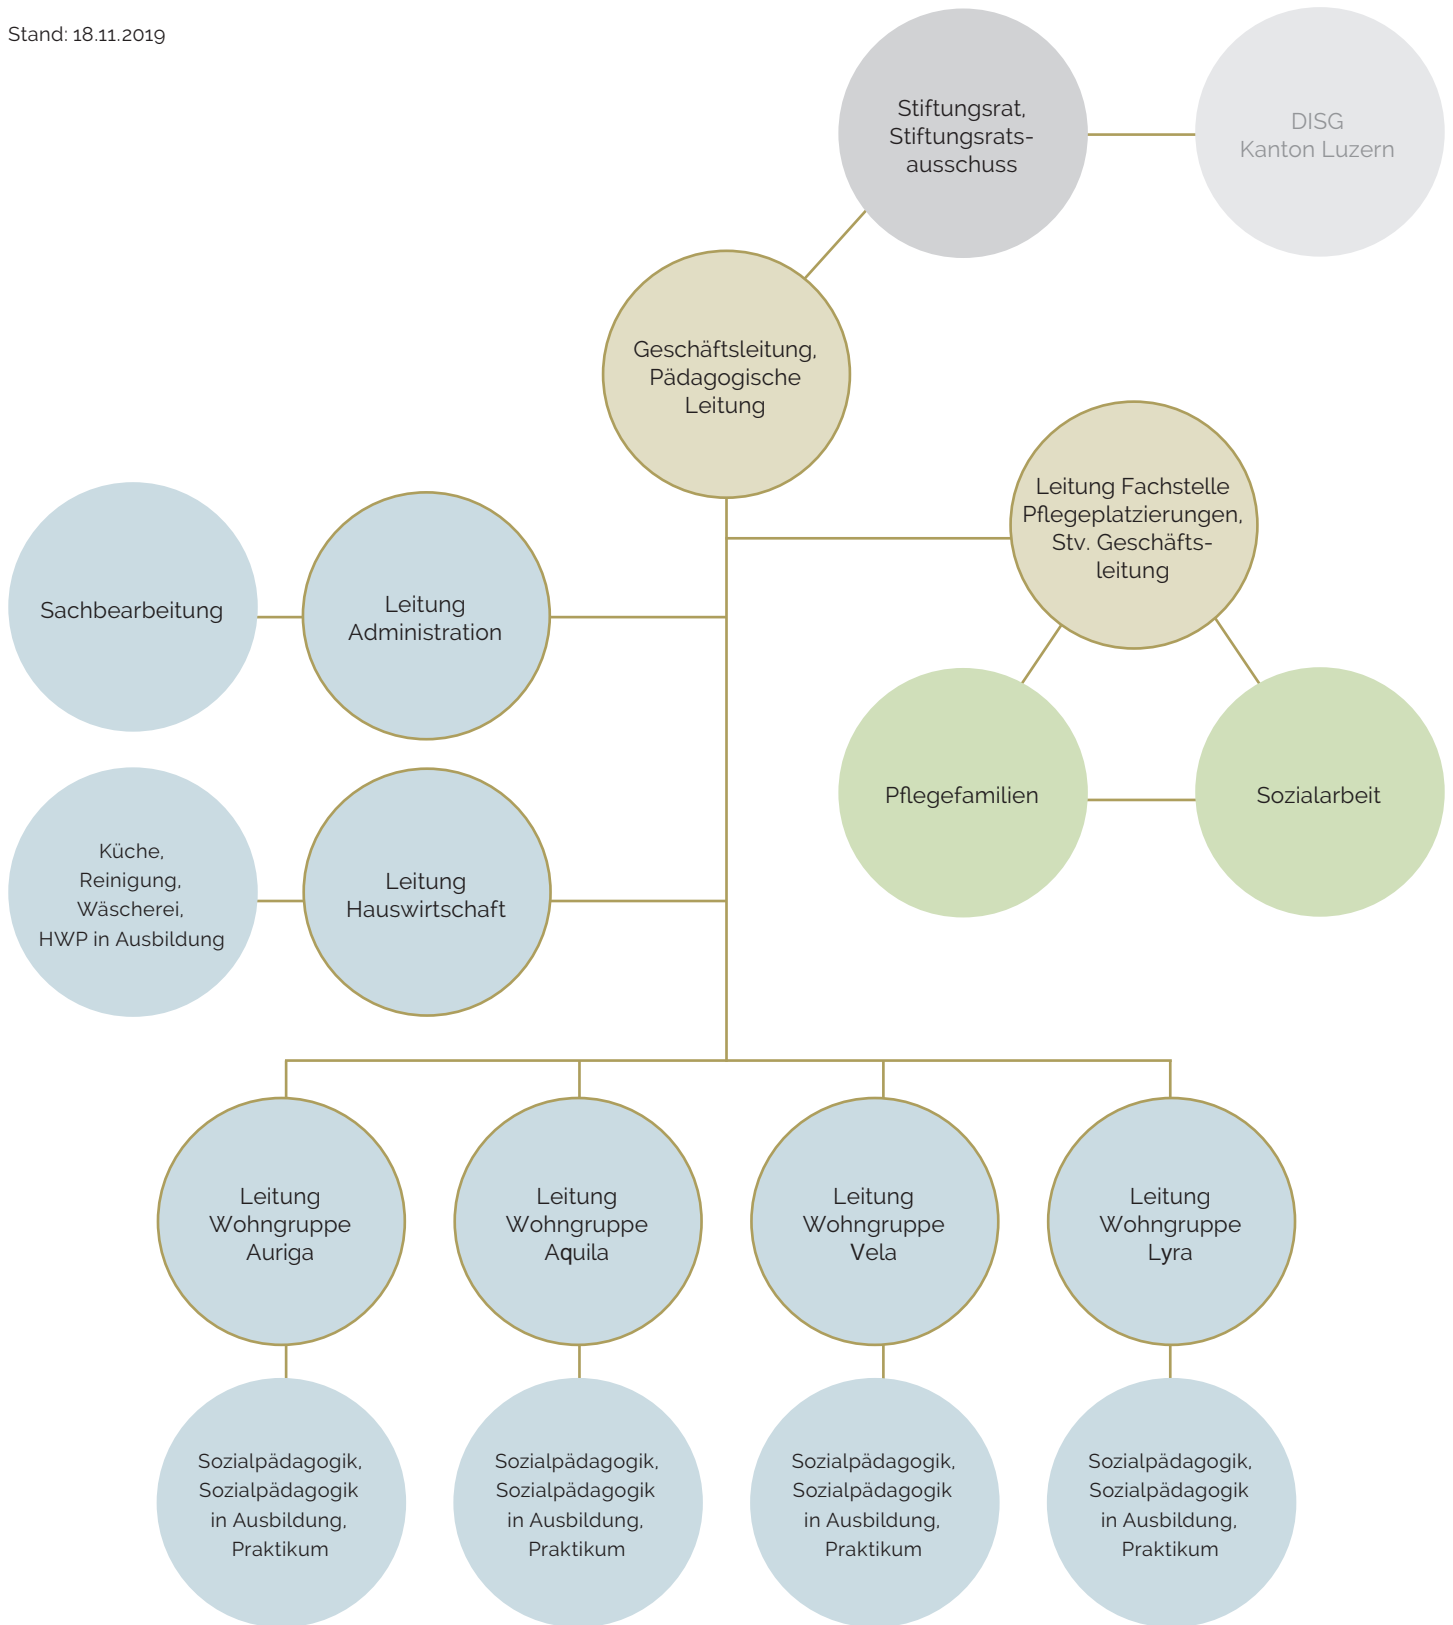 Stand: 18.11.2019
Stiftungsrat,
Stiftungsrats-
ausschuss
DISG
Kanton Luzern
Geschäftsleitung,
Pädagogische
Leitung
Leitung Fachstelle
Pflegeplatzierungen,
Stv. Geschäfts-
leitung
Sachbearbeitung
Leitung
Administration
Pflegefamilien
Sozialarbeit
Küche,
Reinigung,
Wäscherei,
HWP in Ausbildung
Leitung
Hauswirtschaft
Leitung
Wohngruppe
Auriga
Leitung
Wohngruppe
Aquila
Leitung
Wohngruppe
Vela
Leitung
Wohngruppe
Lyra
Sozialpädagogik,
Sozialpädagogik
in Ausbildung,
Praktikum
Sozialpädagogik,
Sozialpädagogik
in Ausbildung,
Praktikum
Sozialpädagogik,
Sozialpädagogik
in Ausbildung,
Praktikum
Sozialpädagogik,
Sozialpädagogik
in Ausbildung,
Praktikum